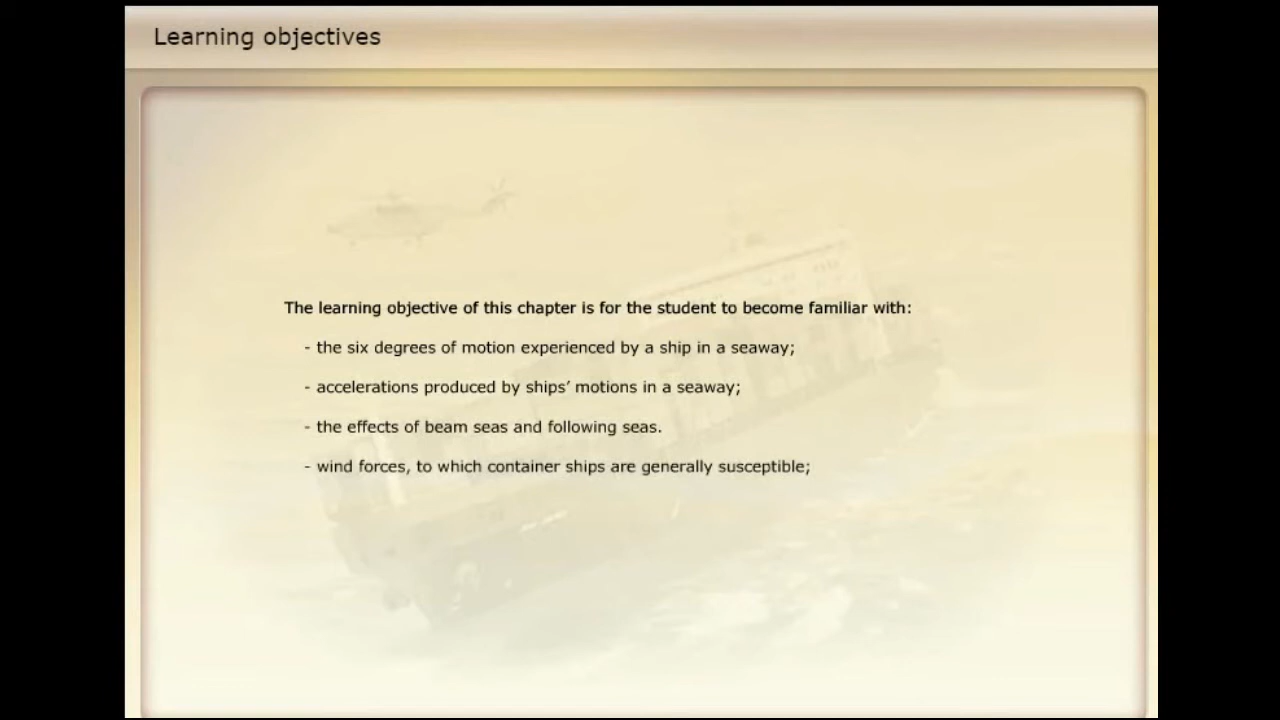 Learning objectives
The learning objective of this chapter is for the student to become familiar with:
- the six degrees of motion experienced by a ship in a seaway;
- accelerations produced by ships’ motions in a seaway;
- the effects of beam seas and following seas.
- wind forces, to which container ships are generally susceptible;